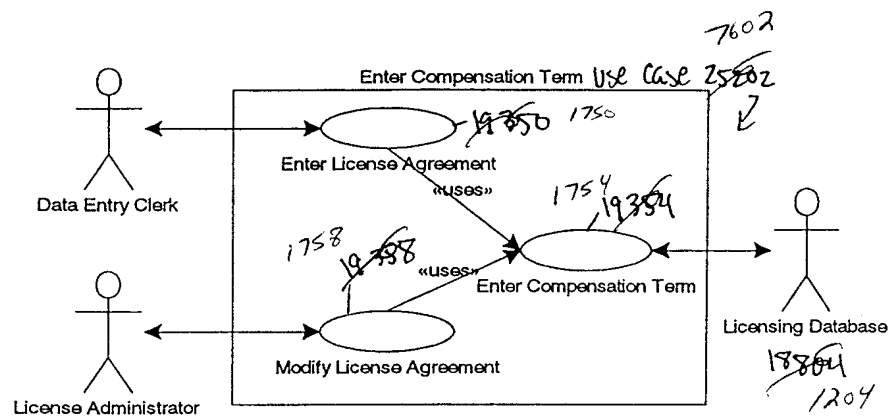 7602
Enter Compensation Term use case 25202
19350 1750
Enter License Agreement
Data Entry Clerk
«uses»
1754
19354
1758
19358
«uses»
Enter Compensation Term
Licensing Database
18804
1204
Modify License Agreement
License Administrator